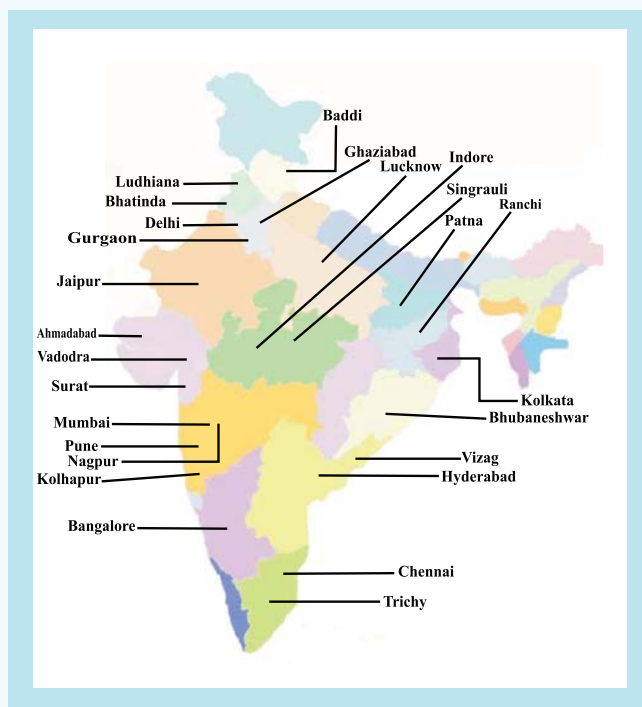 Baddi
Ghaziabad
Indore
Lucknow
Ludhiana
Singrauli
Bhatinda
Ranchi
Delhi
Patna
Gurgaon
Jaipur
Ahmadabad
Vadodra
Surat
Kolkata
Bhubaneshwar
Mumbai
Pune
Vizag
Nagpur
Hyderabad
Kolhapur
Bangalore
Chennai
Trichy